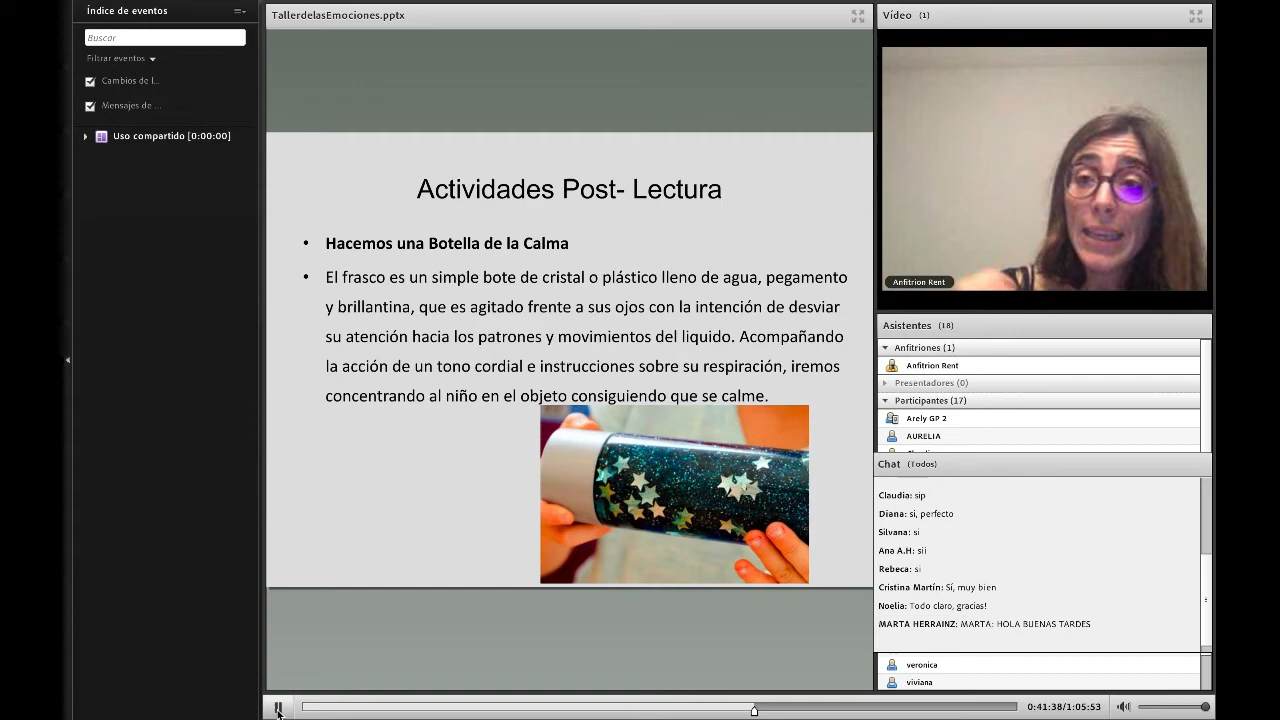 Índice de eventos
Buscar
Filtrar eventos
Cambios de l...
Mensajes de ...
Uso compartido [0:00:00]
TallerdelasEmociones.pptx
Actividades Post- Lectura
• Hacemos una Botella de la Calma
• El frasco es un simple bote de cristal o plástico lleno de agua, pegamento
y brillantina, que es agitado frente a sus ojos con la intención de desviar
su atención hacia los patrones y movimientos del liquido. Acompañando
la acción de un tono cordial e instrucciones sobre su respiración, iremos
concentrando al niño en el objeto consiguiendo que se calme.
Vídeo (1)
Anfitrion Rent
Asistentes (18)
Anfitriones (1)
Anfitrion Rent
Presentadores (0)
Participantes (17)
Arely GP 2
AURELIA
Chat (Todos)
Claudia: sip
Diana: si, perfecto
Silvana: si
Ana A.H: sii
Rebeca: si
Cristina Martín: Sí, muy bien
Noelia: Todo claro, gracias!
MARTA HERRAINZ: MARTA: HOLA BUENAS TARDES
veronica
viviana
0:41:38/1:05:53